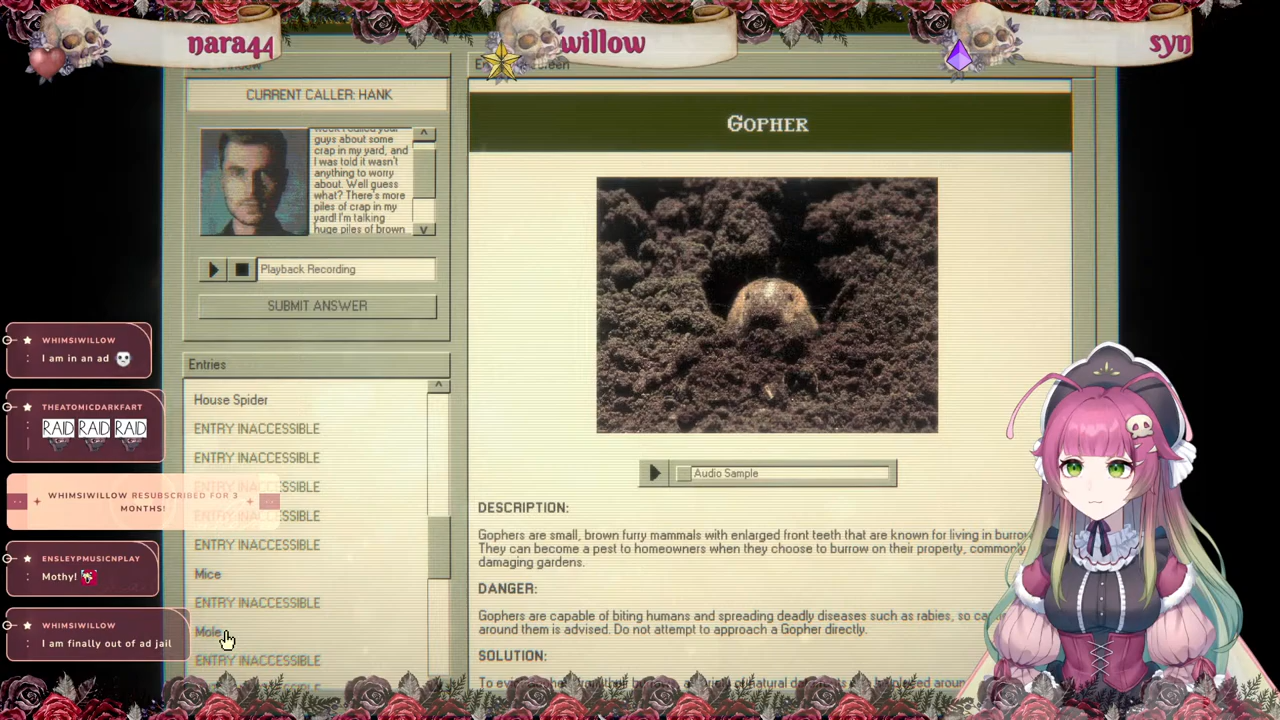 nara44
willow
syn
CURRENT CALLER: HANK
guys about some
crap in my yard, and
I was told it wasn't
anything to worry
about. Well guess
what? There's more
piles of crap in my
yard! I'm talking
huge piles of brown
Playback Recording
SUBMIT ANSWER
Entries
House Spider
ENTRY INACCESSIBLE
ENTRY INACCESSIBLE
ENTRY INACCESSIBLE
ENTRY INACCESSIBLE
ENTRY INACCESSIBLE
Mice
ENTRY INACCESSIBLE
Mole
ENTRY INACCESSIBLE
GOPHER
Audio Sample
DESCRIPTION:
Gophers are small, brown furry mammals with enlarged front teeth that are known for living in burrow
They can become a pest to homeowners when they choose to burrow on their property, commonly
damaging gardens.
DANGER:
Gophers are capable of biting humans and spreading deadly diseases such as rabies, so ca
around them is advised. Do not attempt to approach a Gopher directly.
SOLUTION:
WHIMSIWILLOW
I am in an ad
THEATOMICDARKFART
RAID RAID RAID
WHIMSIWILLOW RESUBSCRIBED FOR 3
MONTHS!
ENSLEYPMUSICNPLAY
Mothy!
WHIMSIWILLOW
I am finally out of ad jail